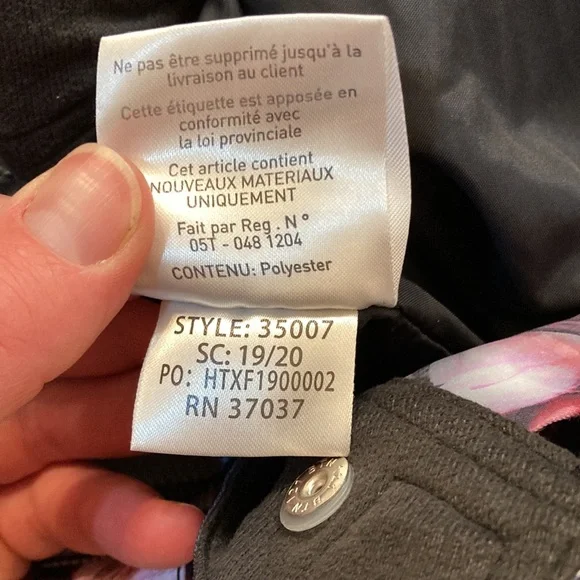 Ne pas être supprimé jusqu'à la
livraison au client
Cette étiquette est apposée en
conformité avec
la loi provinciale
Cet article contient
NOUVEAUX MATERIAUX
UNIQUEMENT
Fait par Reg . N°
05T - 048 1204
CONTENU: Polyester
STYLE: 35007
SC: 19/20
PO: HTXF1900002
RN 37037